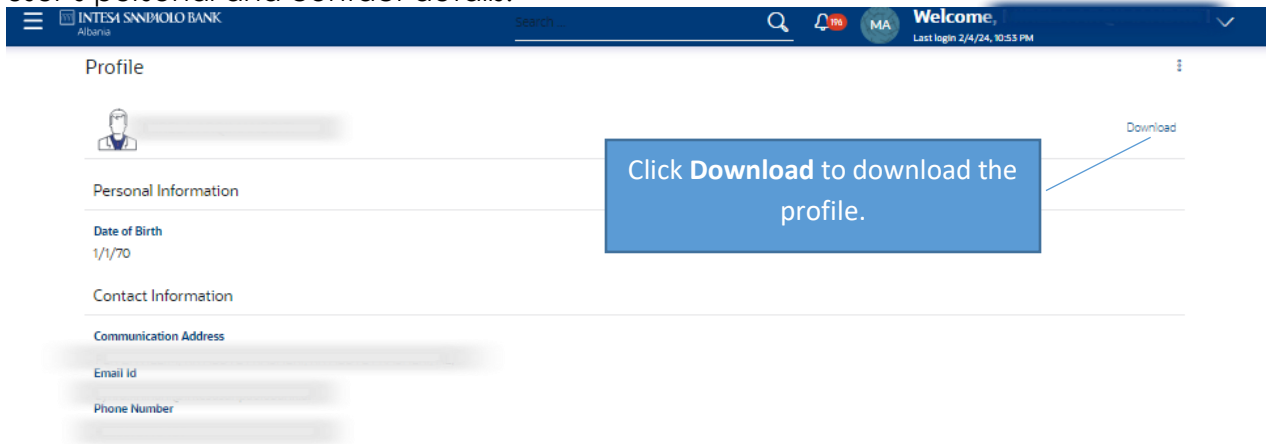 INTESA SANPAOLO BANK
Albania
Search...
196
MA
Welcome,
Last login 2/4/24, 10:53 PM
Profile
Download
Click Download to download the
profile.
Personal Information
Date of Birth
1/1/70
Contact Information
Communication Address
Email Id
Phone Number